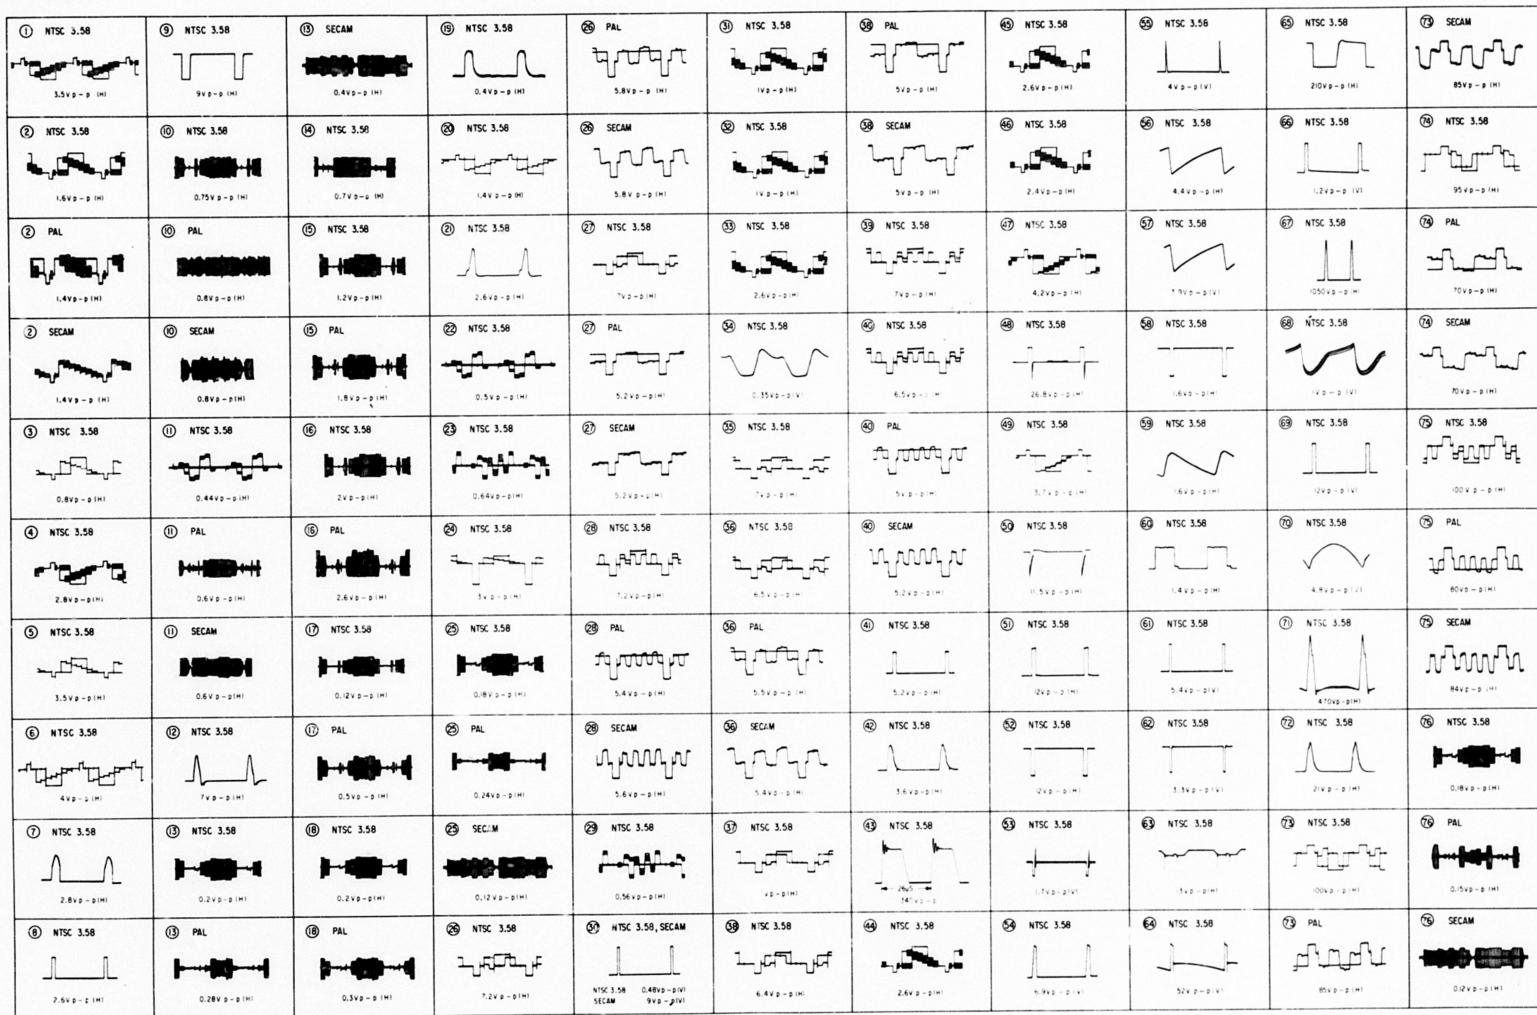 ① NTSC 3.58
3.5Vp-p (H)
② NTSC 3.58
1.6Vp-p (H)
② PAL
1.4Vp-p(H)
② SECAM
1.4Vp-p (H)
③ NTSC 3.58
0.8Vp-p(H)
④ NTSC 3.58
2.8Vp-p(H)
⑤ NTSC 3.58
3.5Vp-p(H)
⑥ NTSC 3.58
4Vp-p(H)
⑦ NTSC 3.58
2.8Vp-p(H)
⑧ NTSC 3.58
2.6Vp-p(H)
⑨ NTSC 3.58
9Vp-p(H)
⑩ NTSC 3.58
0.75Vp-p(H)
⑩ PAL
0.8Vp-p(H)
⑩ SECAM
0.8Vp-p(H)
⑪ NTSC 3.58
0.44Vp-p(H)
⑪ PAL
0.6Vp-p(H)
⑪ SECAM
0.6Vp-p(H)
⑫ NTSC 3.58
7Vp-p(H)
⑬ NTSC 3.58
0.2Vp-p(H)
⑬ PAL
0.28Vp-p(H)
⑬ SECAM
0.4Vp-p(H)
⑭ NTSC 3.58
0.7Vp-p(H)
⑮ NTSC 3.58
1.2Vp-p(H)
⑮ PAL
1.8Vp-p(H)
⑯ NTSC 3.58
2Vp-p(H)
⑯ PAL
2.6Vp-p(H)
⑰ NTSC 3.58
0.12Vp-p(H)
⑰ PAL
0.5Vp-p(H)
⑱ NTSC 3.58
0.2Vp-p(H)
⑱ PAL
0.3Vp-p(H)
⑲ NTSC 3.58
0.4Vp-p(H)
⑳ NTSC 3.58
1.4Vp-p(H)
㉑ NTSC 3.58
2.6Vp-p(H)
㉒ NTSC 3.58
0.5Vp-p(H)
㉓ NTSC 3.58
0.64Vp-p(H)
㉔ NTSC 3.58
3Vp-p(H)
㉕ NTSC 3.58
0.18Vp-p(H)
㉕ PAL
0.24Vp-p(H)
㉕ SECAM
0.12Vp-p(H)
㉖ NTSC 3.58
7.2Vp-p(H)
㉖ PAL
5.8Vp-p(H)
㉖ SECAM
5.8Vp-p(H)
㉗ NTSC 3.58
7Vp-p(H)
㉗ PAL
5.2Vp-p(H)
㉗ SECAM
5.2Vp-p(H)
㉘ NTSC 3.58
7.2Vp-p(H)
㉘ PAL
5.4Vp-p(H)
㉘ SECAM
5.6Vp-p(H)
㉙ NTSC 3.58
0.56Vp-p(H)
㉚ NTSC 3.58, SECAM
NTSC 3.58 0.48Vp-p(V)
SECAM 9Vp-p(V)
㉛ NTSC 3.58
1Vp-p(H)
㉜ NTSC 3.58
1Vp-p(H)
㉝ NTSC 3.58
2.6Vp-p(H)
㉞ NTSC 3.58
0.35Vp-p(V)
㉟ NTSC 3.58
7Vp-p(H)
㊱ NTSC 3.58
6.5Vp-p(H)
㊱ PAL
5.5Vp-p(H)
㊱ SECAM
5.4Vp-p(H)
㊲ NTSC 3.58
Vp-p(H)
㊳ NTSC 3.58
6.4Vp-p(H)
㊳ PAL
5Vp-p(H)
㊳ SECAM
5Vp-p(H)
㊴ NTSC 3.58
7Vp-p(H)
㊵ NTSC 3.58
6.5Vp-p(H)
㊵ PAL
5Vp-p(H)
㊵ SECAM
5.2Vp-p(H)
㊶ NTSC 3.58
5.2Vp-p(H)
㊷ NTSC 3.58
3.6Vp-p(H)
㊸ NTSC 3.58
26µS
340Vp-p
㊹ NTSC 3.58
2.6Vp-p(H)
㊺ NTSC 3.58
2.6Vp-p(H)
㊻ NTSC 3.58
2.4Vp-p(H)
㊼ NTSC 3.58
4.2Vp-p(H)
㊽ NTSC 3.58
26.8Vp-p(H)
㊾ NTSC 3.58
3.7Vp-p(H)
㊿ NTSC 3.58
11.5Vp-p(H)
51 NTSC 3.58
12Vp-p(H)
52 NTSC 3.58
12Vp-p(H)
53 NTSC 3.58
1.7Vp-p(V)
54 NTSC 3.58
6.9Vp-p(V)
55 NTSC 3.58
4Vp-p(V)
56 NTSC 3.58
4.4Vp-p(H)
57 NTSC 3.58
58 NTSC 3.58
1.6Vp-p(H)
59 NTSC 3.58
1.6Vp-p(H)
60 NTSC 3.58
1.4Vp-p(H)
61 NTSC 3.58
5.4Vp-p(V)
62 NTSC 3.58
3.3Vp-p(V)
63 NTSC 3.58
13Vp-p(H)
64 NTSC 3.58
52Vp-p(V)
65 NTSC 3.58
210Vp-p(H)
66 NTSC 3.58
1.2Vp-p (V)
67 NTSC 3.58
1050Vp-p(H)
68 NTSC 3.58
1Vp-p (V)
69 NTSC 3.58
12Vp-p(V)
70 NTSC 3.58
4.8Vp-p(V)
71 NTSC 3.58
470Vp-p(H)
72 NTSC 3.58
21Vp-p(H)
73 NTSC 3.58
100Vp-p(H)
73 PAL
85Vp-p(H)
73 SECAM
85Vp-p(H)
74 NTSC 3.58
95Vp-p(H)
74 PAL
70Vp-p(H)
74 SECAM
70Vp-p(H)
75 NTSC 3.58
100Vp-p(H)
75 PAL
80Vp-p(H)
75 SECAM
84Vp-p(H)
76 NTSC 3.58
0.18Vp-p(H)
76 PAL
0.15Vp-p(H)
76 SECAM
0.12Vp-p(H)